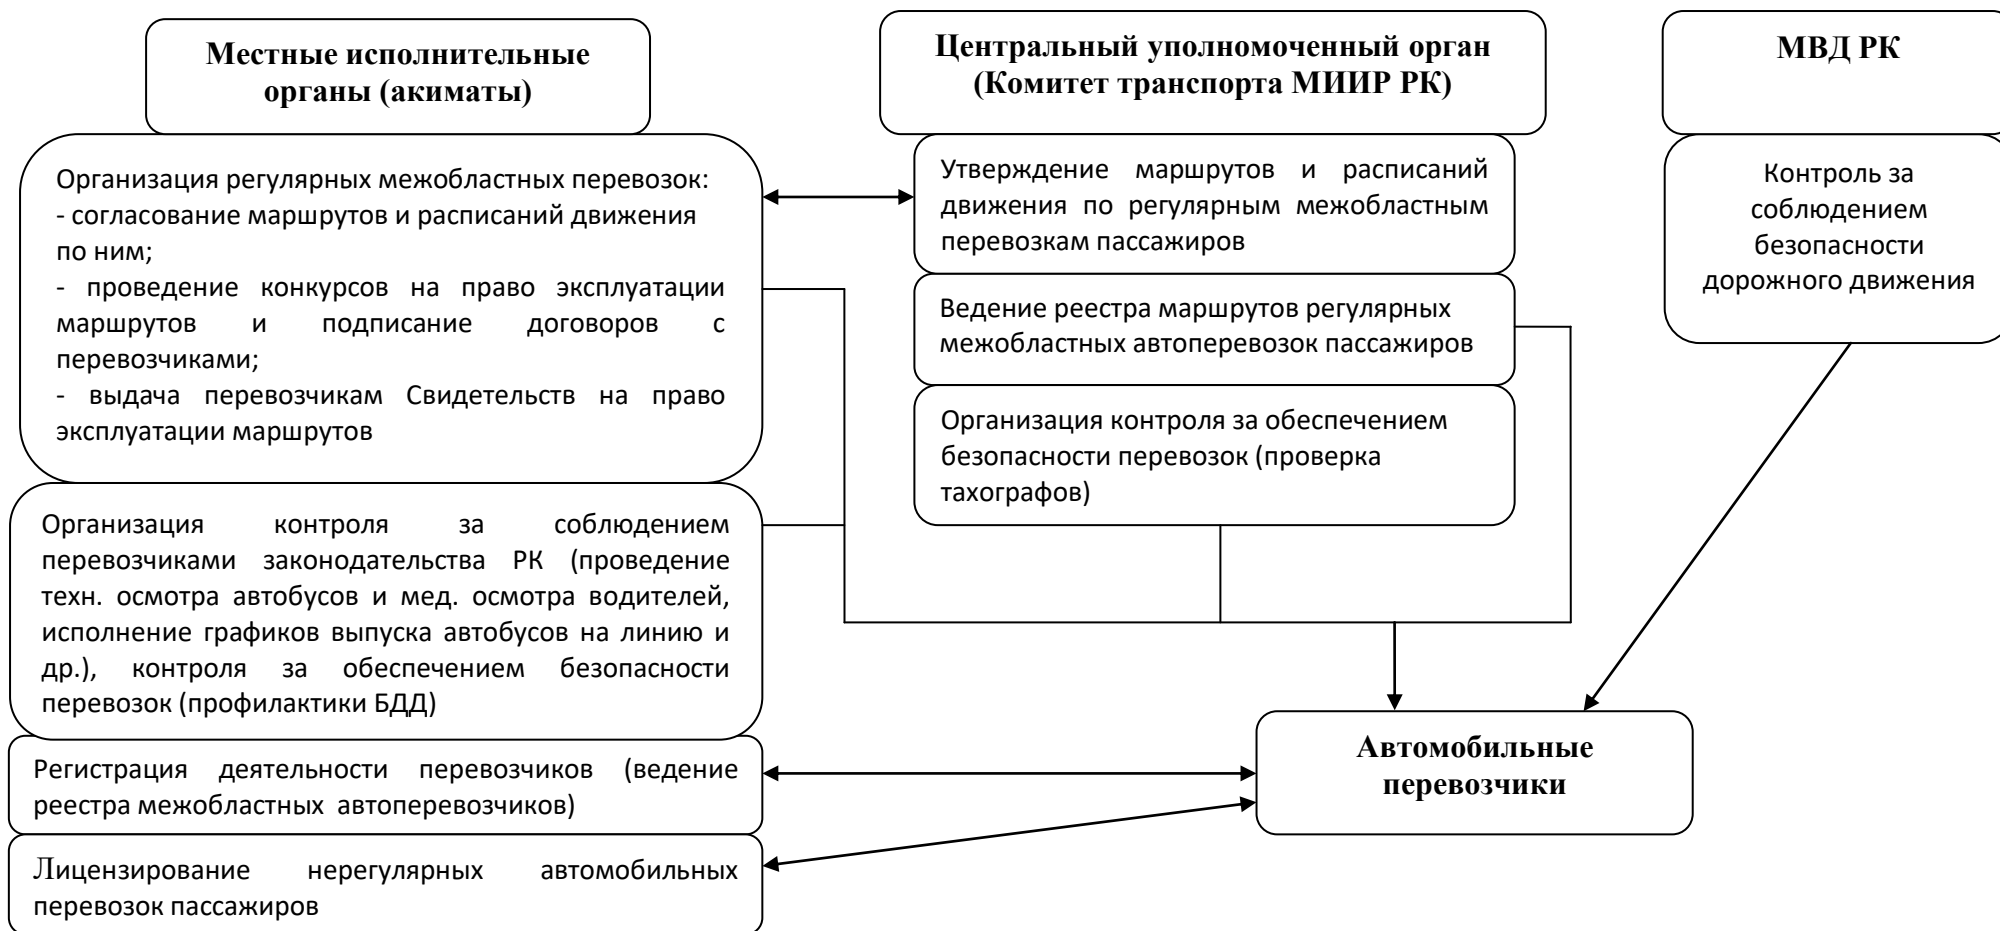 Местные исполнительные
органы (акиматы)
Организация регулярных межобластных перевозок:
- согласование маршрутов и расписаний движения
по ним;
- проведение конкурсов на право эксплуатации
маршрутов и подписание договоров с
перевозчиками;
- выдача перевозчикам Свидетельств на право
эксплуатации маршрутов
Организация контроля за соблюдением
перевозчиками законодательства РК (проведение
техн. осмотра автобусов и мед. осмотра водителей,
исполнение графиков выпуска автобусов на линию и
др.), контроля за обеспечением безопасности
перевозок (профилактики БДД)
Регистрация деятельности перевозчиков (ведение
реестра межобластных автоперевозчиков)
Лицензирование нерегулярных автомобильных
перевозок пассажиров
Центральный уполномоченный орган
(Комитет транспорта МИИР РК)
Утверждение маршрутов и расписаний
движения по регулярным межобластным
перевозкам пассажиров
Ведение реестра маршрутов регулярных
межобластных автоперевозок пассажиров
Организация контроля за обеспечением
безопасности перевозок (проверка
тахографов)
МВД РК
Контроль за
соблюдением
безопасности
дорожного движения
Автомобильные
перевозчики